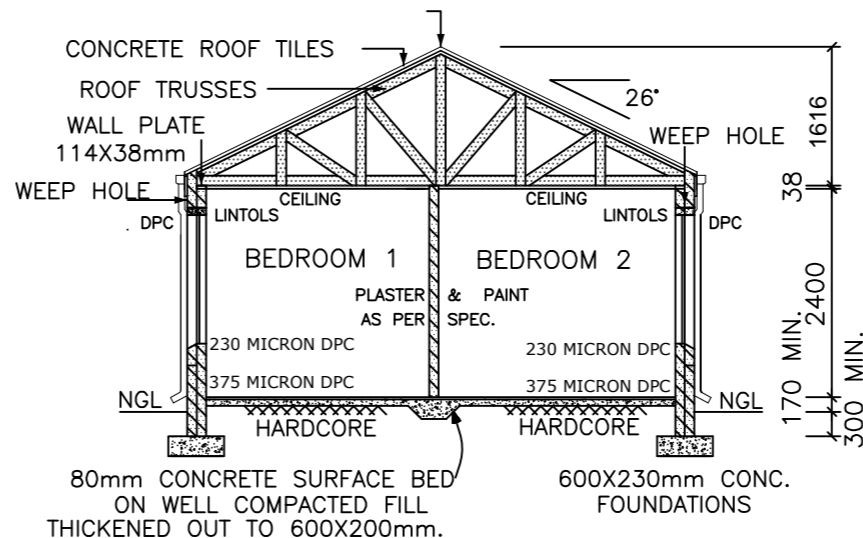 CONCRETE ROOF TILES
ROOF TRUSSES
26°
WALL PLATE
114X38mm
WEEP HOLE
WEEP HOLE
1616
38
CEILING
CEILING
DPC
LINTOLS
LINTOLS
DPC
BEDROOM 1
BEDROOM 2
PLASTER & PAINT
AS PER SPEC.
2400
230 MICRON DPC
230 MICRON DPC
375 MICRON DPC
375 MICRON DPC
170 MIN.
300 MIN.
NGL
NGL
HARDCORE
HARDCORE
80mm CONCRETE SURFACE BED
ON WELL COMPACTED FILL
THICKENED OUT TO 600X200mm.
600X230mm CONC.
FOUNDATIONS